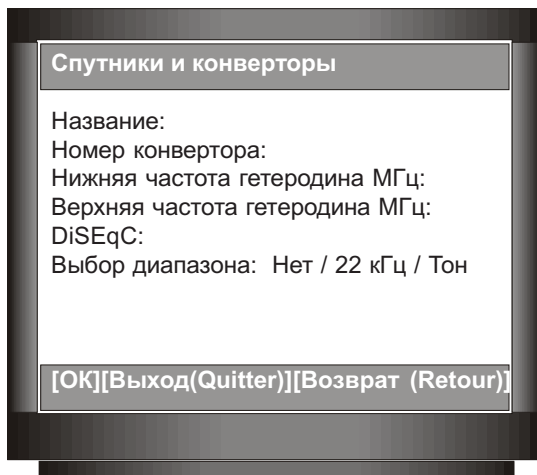 Спутники и конверторы
Название:
Номер конвертора:
Нижняя частота гетеродина МГц:
Верхняя частота гетеродина МГц:
DiSEqC:
Выбор диапазона: Нет / 22 кГц / Тон
[ОК][Выход(Quitter)][Возврат (Retour)]